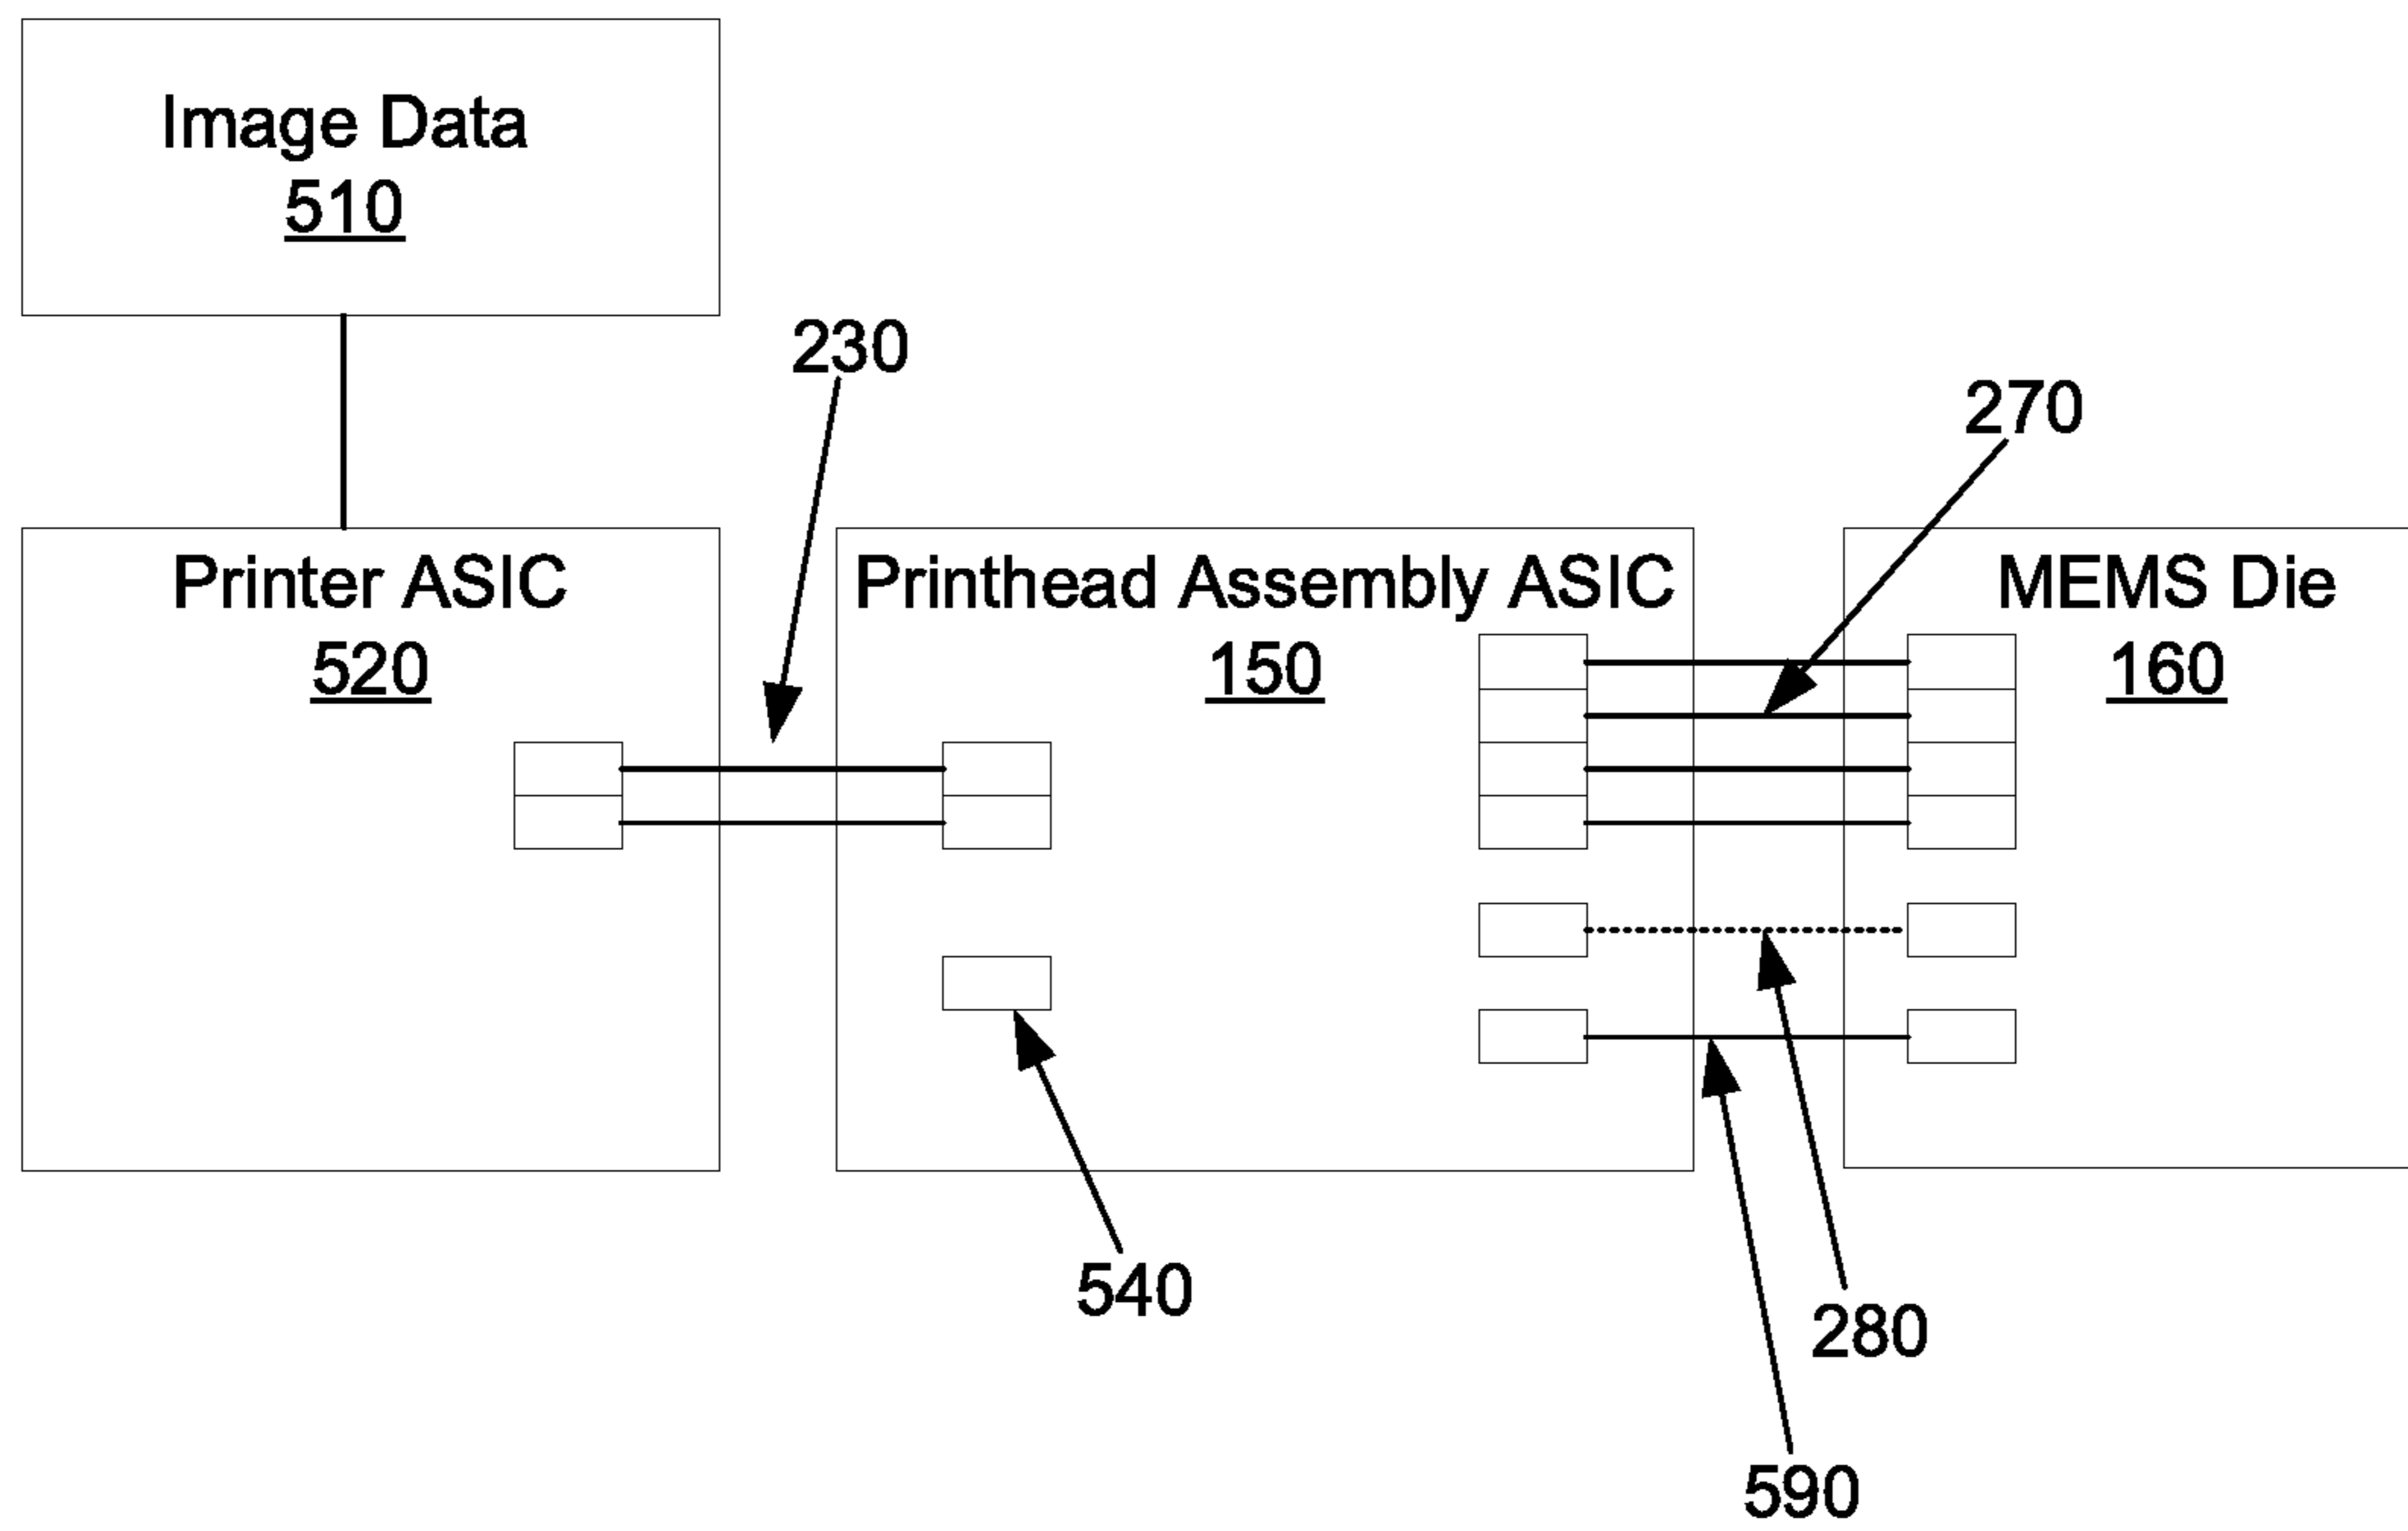 Image Data
510
230
270
Printer ASIC
520
Printhead Assembly ASIC
150
MEMS Die
160
540
280
590